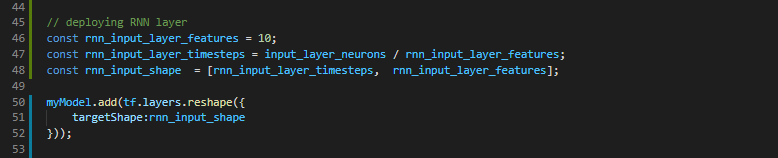 44
45 // deploying RNN layer
46 const rnn_input_layer_features = 10;
47 const rnn_input_layer_timesteps = input_layer_neurons / rnn_input_layer_features;
48 const rnn_input_shape  = [rnn_input_layer_timesteps,  rnn_input_layer_features];
49
50 myModel.add(tf.layers.reshape({
51     targetShape:rnn_input_shape
52 }));
53